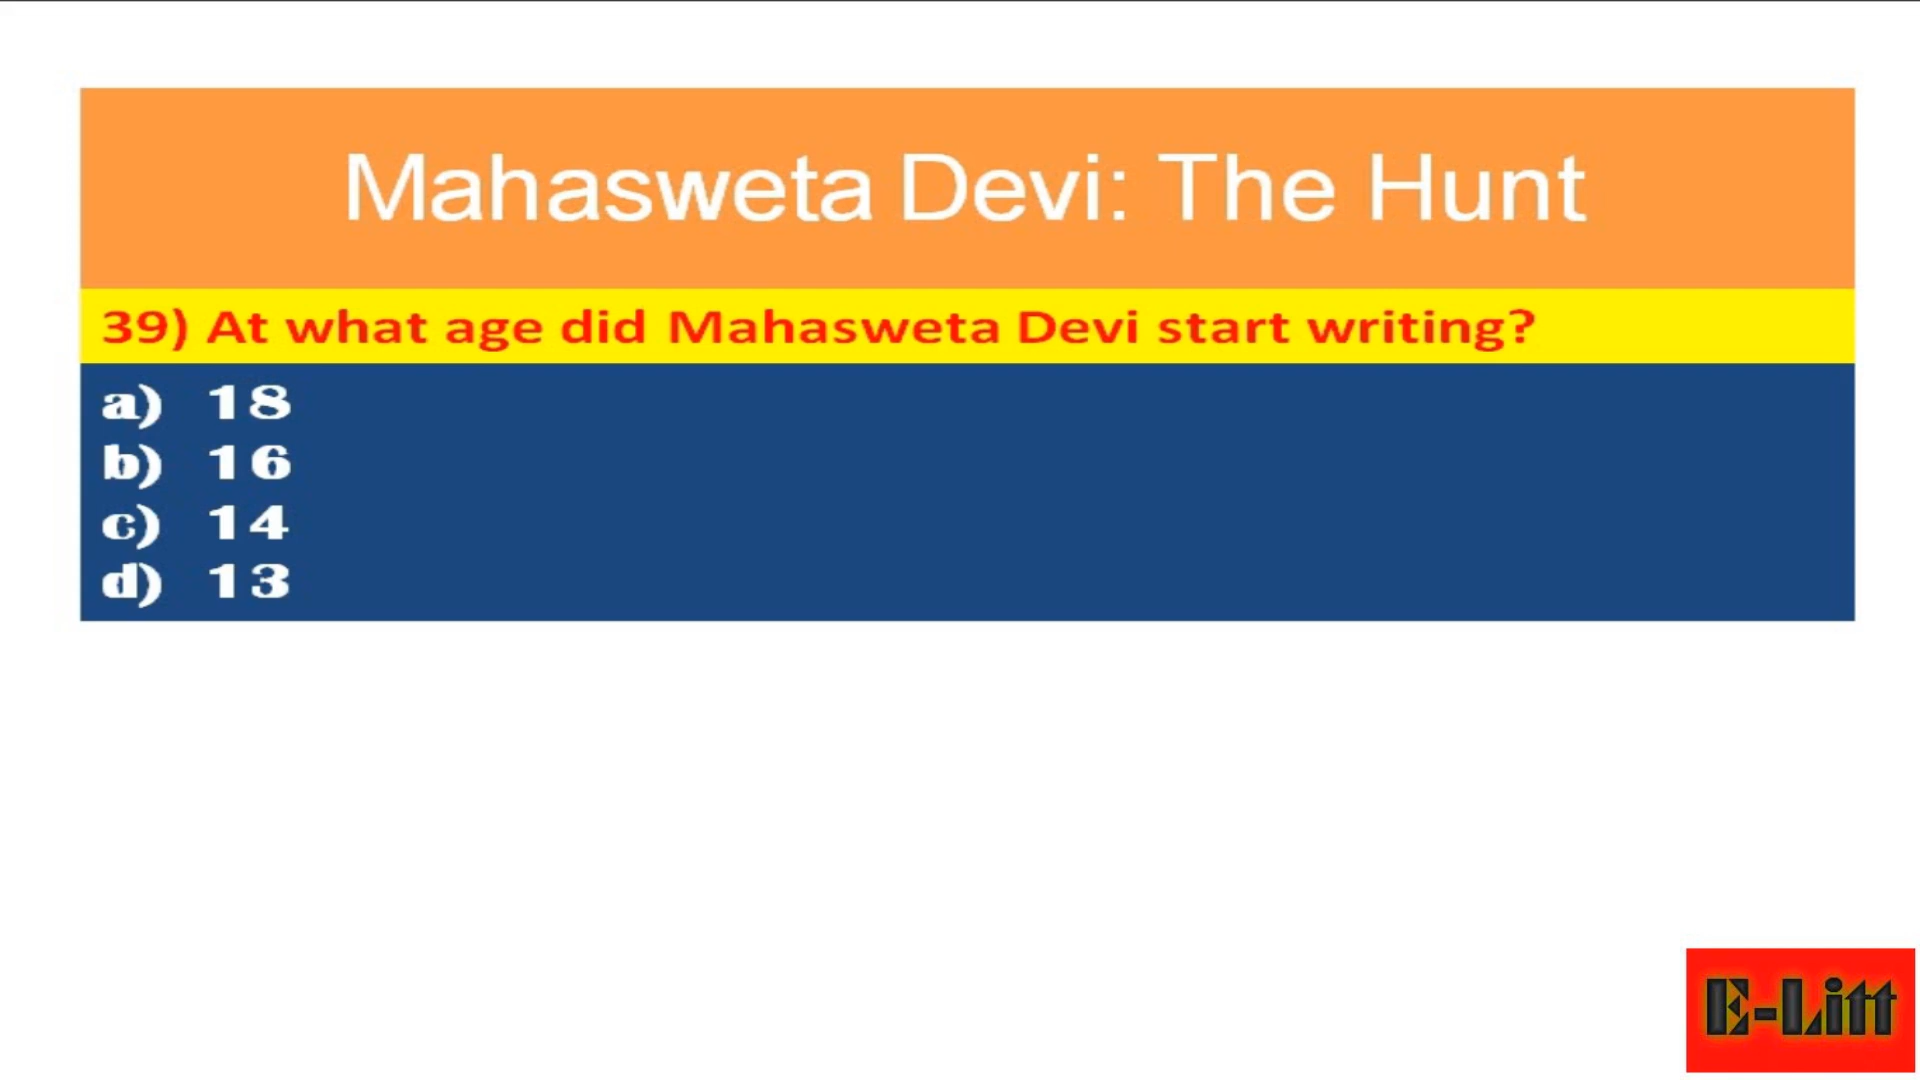 Mahasweta Devi: The Hunt
39) At what age did Mahasweta Devi start writing?
a) 18
b) 16
c) 14
d) 13
E-Litt